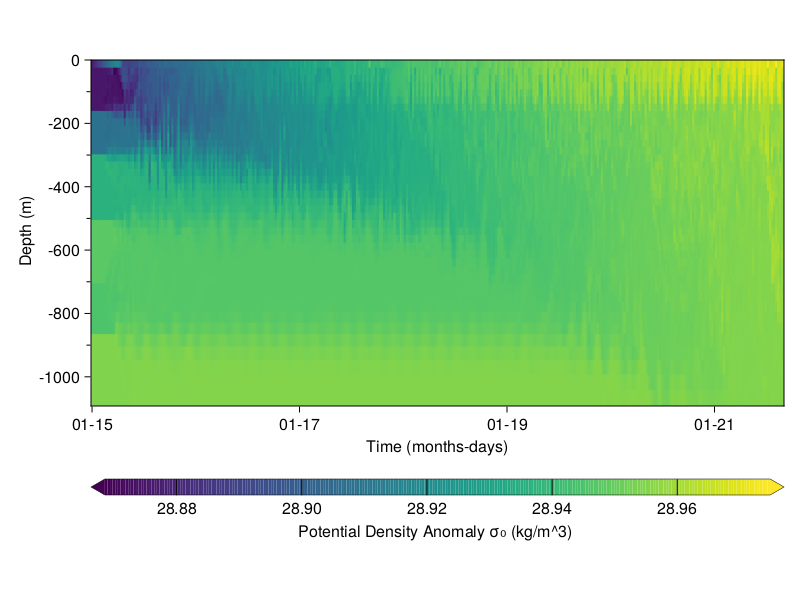 0
-200
-400
-600
-800
-1000
Depth (m)
01-15 01-17 01-19 01-21
Time (months-days)
28.88 28.90 28.92 28.94 28.96
Potential Density Anomaly σ₀ (kg/m^3)